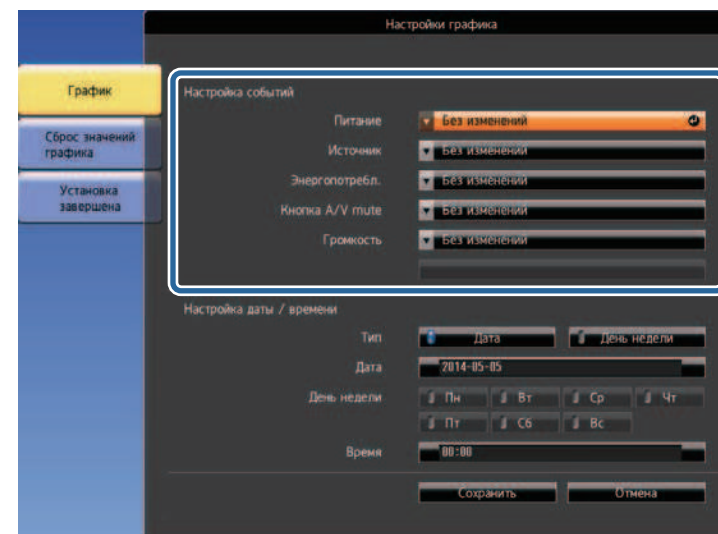 Настройки графика
График
Сброс значений
графика
Установка
завершена
Настройка событий
Питание Без изменений
Источник Без изменений
Энергопотребл. Без изменений
Кнопка A/V mute Без изменений
Громкость Без изменений
Настройка даты / времени
Тип Дата День недели
Дата 2014-05-05
День недели Пн Вт Ср Чт
Пт Сб Вс
Время 00:00
Сохранить Отмена